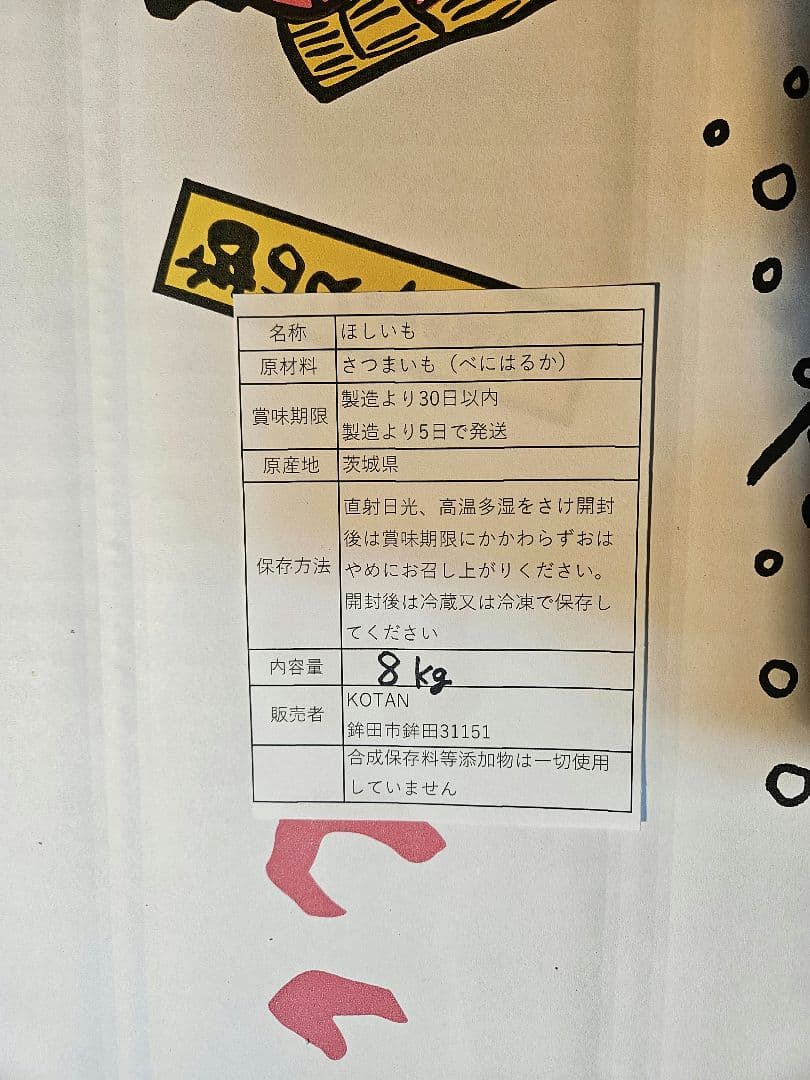 名称 ほしいも
原材料 さつまいも（べにはるか）
賞味期限 製造より30日以内
製造より5日で発送
原産地 茨城県
保存方法 直射日光、高温多湿をさけ開封
後は賞味期限にかかわらずおは
やめにお召し上がりください。
開封後は冷蔵又は冷凍で保存し
てください
内容量 8kg
販売者 KOTAN
鉾田市鉾田31151
合成保存料等添加物は一切使用
していません